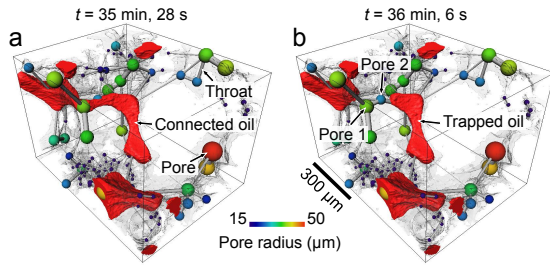 t = 35 min, 28 s
t = 36 min, 6 s
a
b
Pore 2
Throat
Connected oil
Pore 1
Trapped oil
Pore
300 μm
15
50
Pore radius (μm)